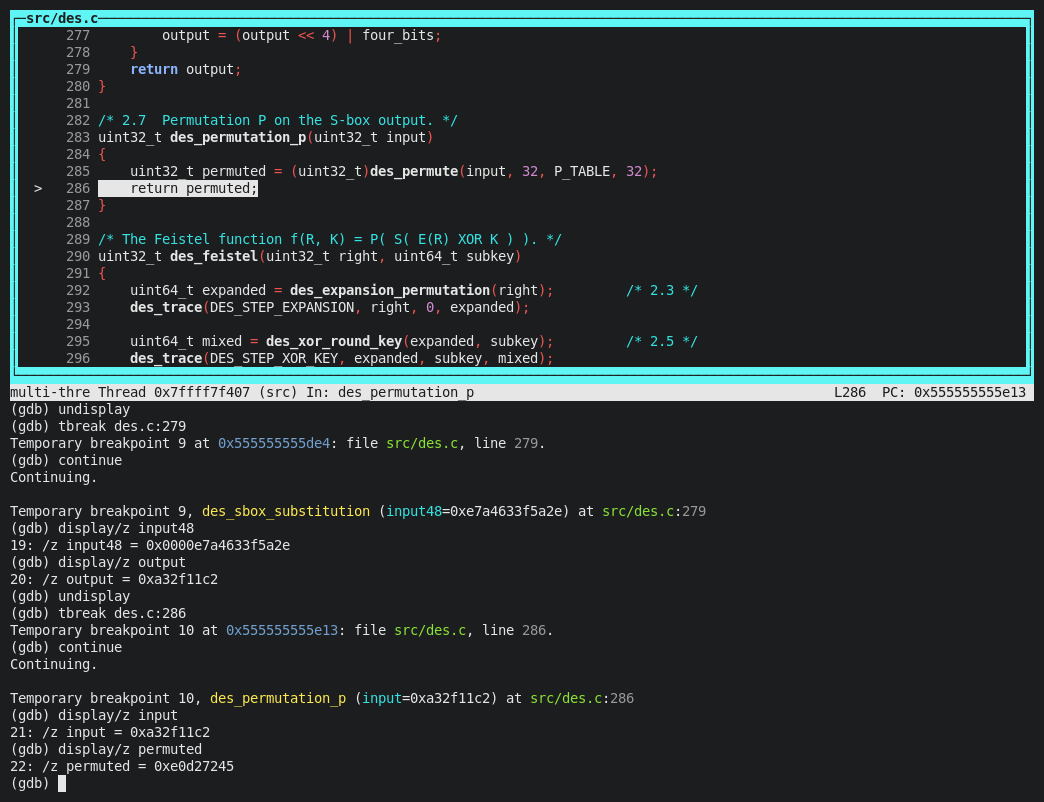 src/des.c
277         output = (output << 4) | four_bits;
278     }
279     return output;
280 }
281
282 /* 2.7  Permutation P on the S-box output. */
283 uint32_t des_permutation_p(uint32_t input)
284 {
285     uint32_t permuted = (uint32_t)des_permute(input, 32, P_TABLE, 32);
>   286     return permuted;
287 }
288
289 /* The Feistel function f(R, K) = P( S( E(R) XOR K ) ). */
290 uint32_t des_feistel(uint32_t right, uint64_t subkey)
291 {
292     uint64_t expanded = des_expansion_permutation(right);         /* 2.3 */
293     des_trace(DES_STEP_EXPANSION, right, 0, expanded);
294
295     uint64_t mixed = des_xor_round_key(expanded, subkey);         /* 2.5 */
296     des_trace(DES_STEP_XOR_KEY, expanded, subkey, mixed);
multi-thre Thread 0x7ffff7f407 (src) In: des_permutation_p                                             L286  PC: 0x555555555e13
(gdb) undisplay
(gdb) tbreak des.c:279
Temporary breakpoint 9 at 0x555555555de4: file src/des.c, line 279.
(gdb) continue
Continuing.

Temporary breakpoint 9, des_sbox_substitution (input48=0xe7a4633f5a2e) at src/des.c:279
(gdb) display/z input48
19: /z input48 = 0x0000e7a4633f5a2e
(gdb) display/z output
20: /z output = 0xa32f11c2
(gdb) undisplay
(gdb) tbreak des.c:286
Temporary breakpoint 10 at 0x555555555e13: file src/des.c, line 286.
(gdb) continue
Continuing.

Temporary breakpoint 10, des_permutation_p (input=0xa32f11c2) at src/des.c:286
(gdb) display/z input
21: /z input = 0xa32f11c2
(gdb) display/z permuted
22: /z permuted = 0xe0d27245
(gdb)